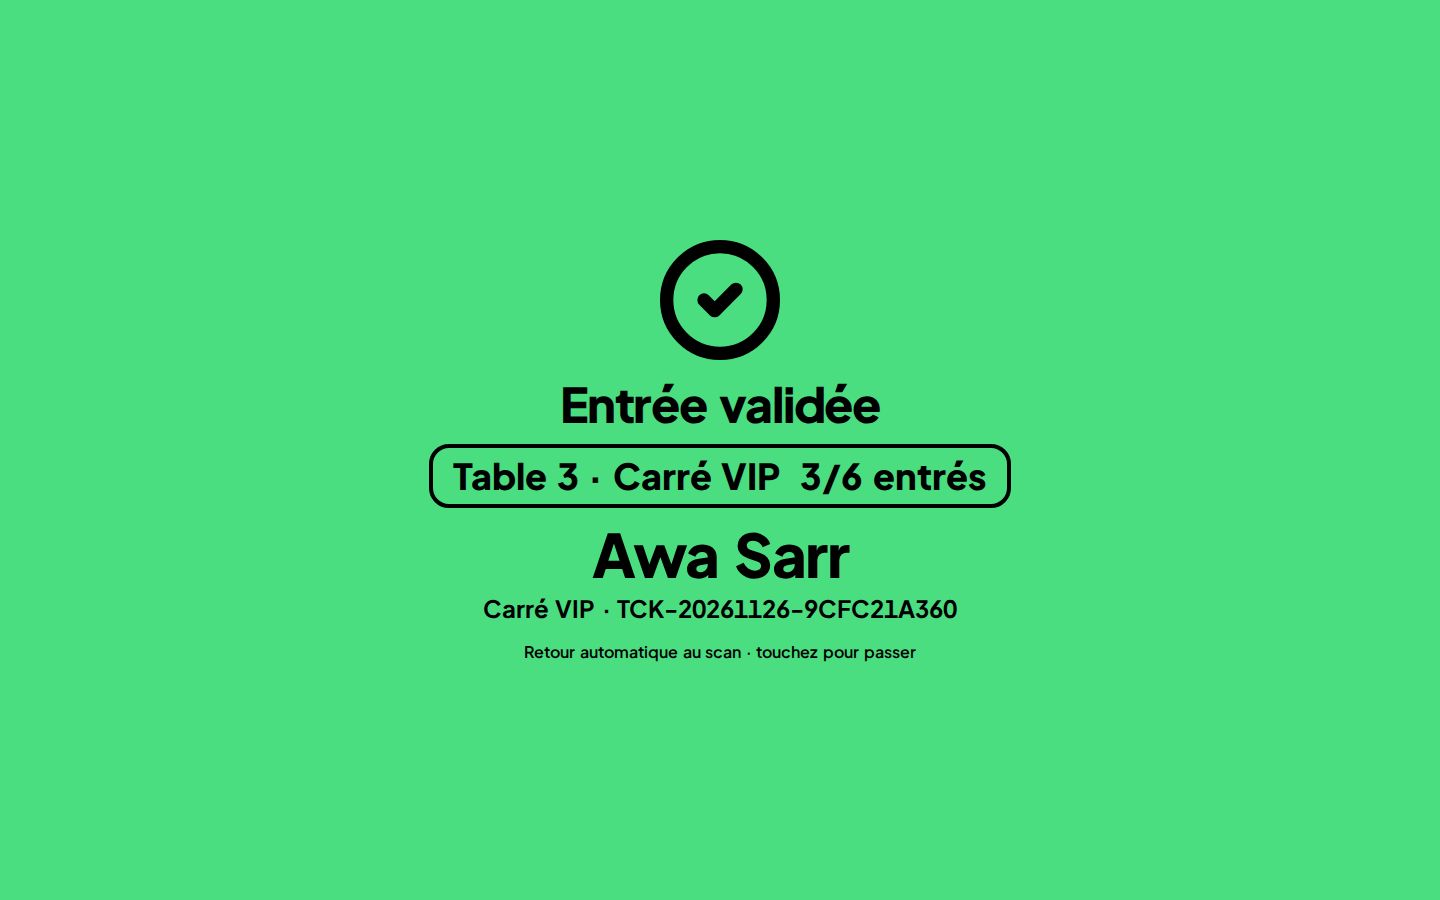 Entrée validée
Table 3 · Carré VIP 3/6 entrés
Awa Sarr
Carré VIP · TCK-20261126-9CFC21A360
Retour automatique au scan · touchez pour passer